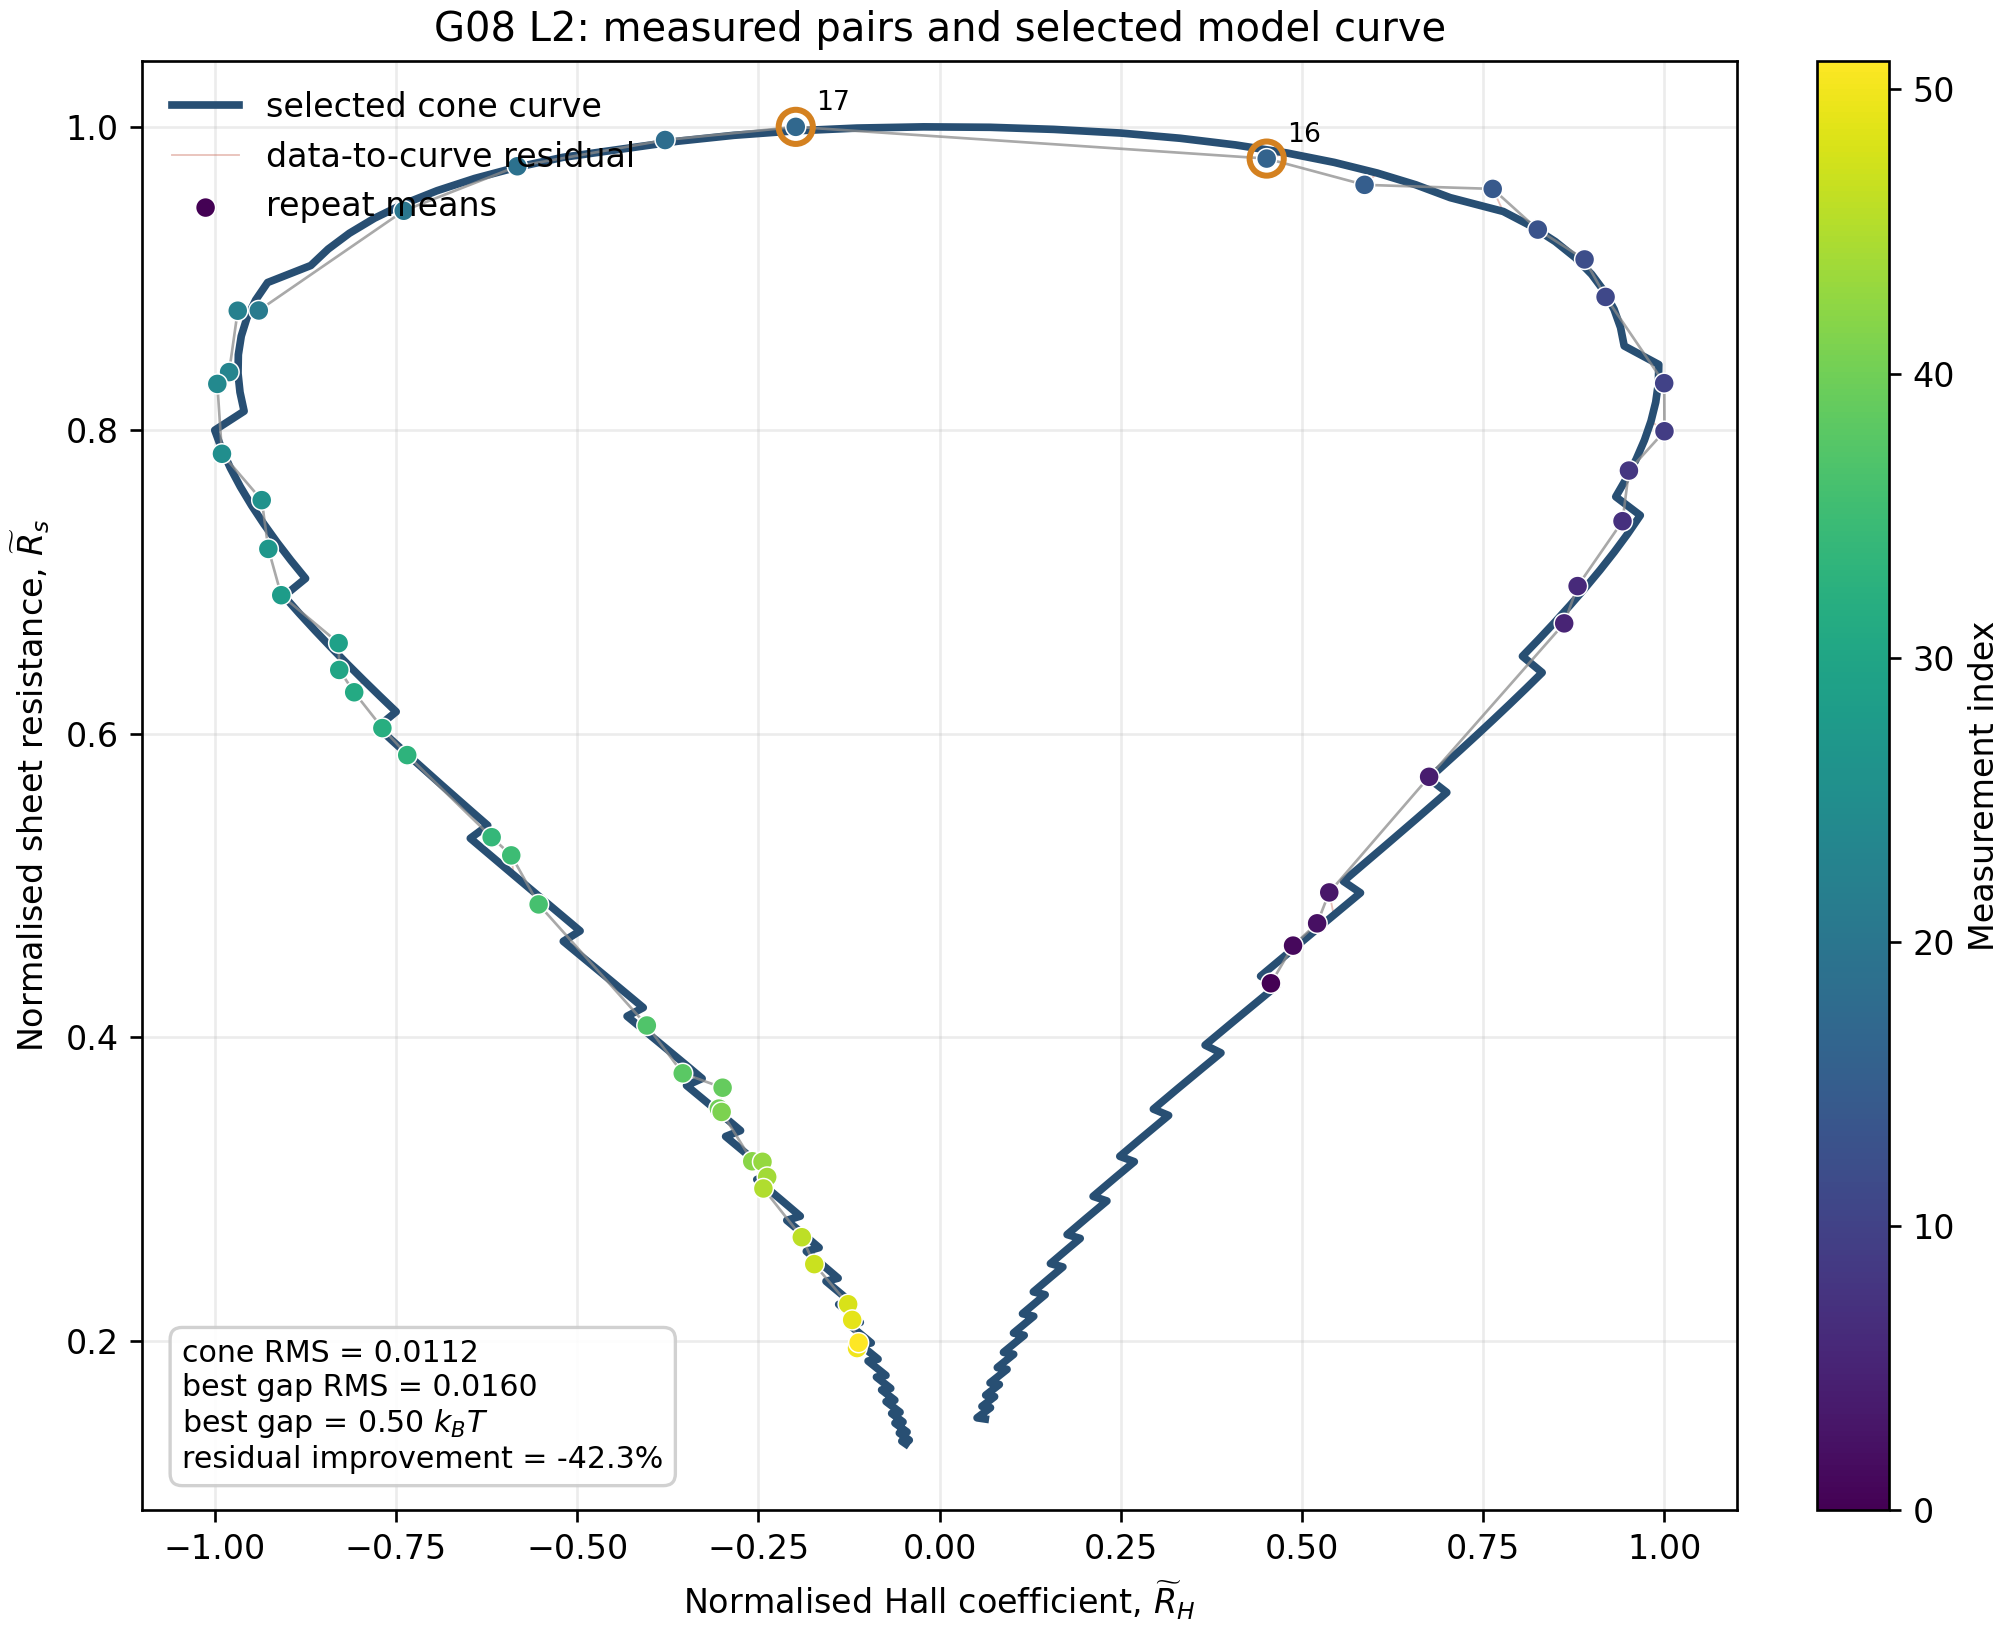 G08 L2: measured pairs and selected model curve
selected cone curve
data-to-curve residual
repeat means
17
16
1.0
0.8
0.6
0.4
0.2
Normalised sheet resistance, R̃_s
cone RMS = 0.0112
best gap RMS = 0.0160
best gap = 0.50 k_BT
residual improvement = -42.3%
−1.00 −0.75 −0.50 −0.25 0.00 0.25 0.50 0.75 1.00
Normalised Hall coefficient, R̃_H
50
40
30
20
10
0
Measurement index